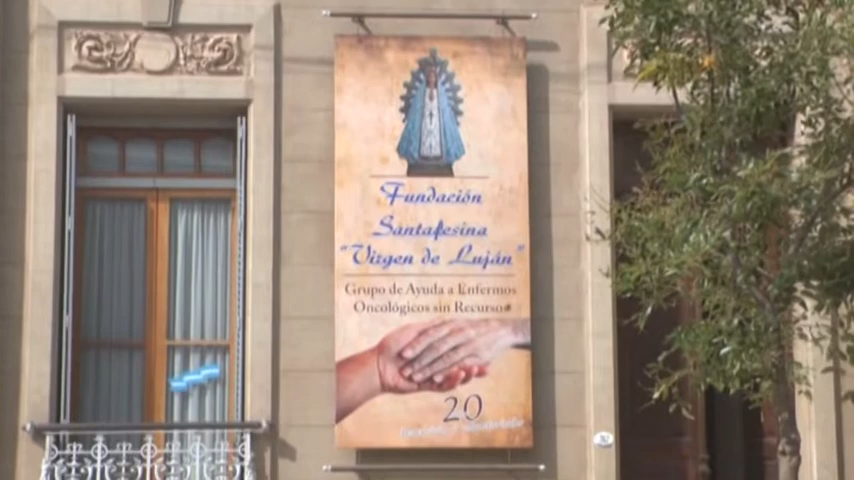 Fundación
Santafesina
"Virgen de Luján"
Grupo de Ayuda a Enfermos
Oncológicos sin Recursos
20